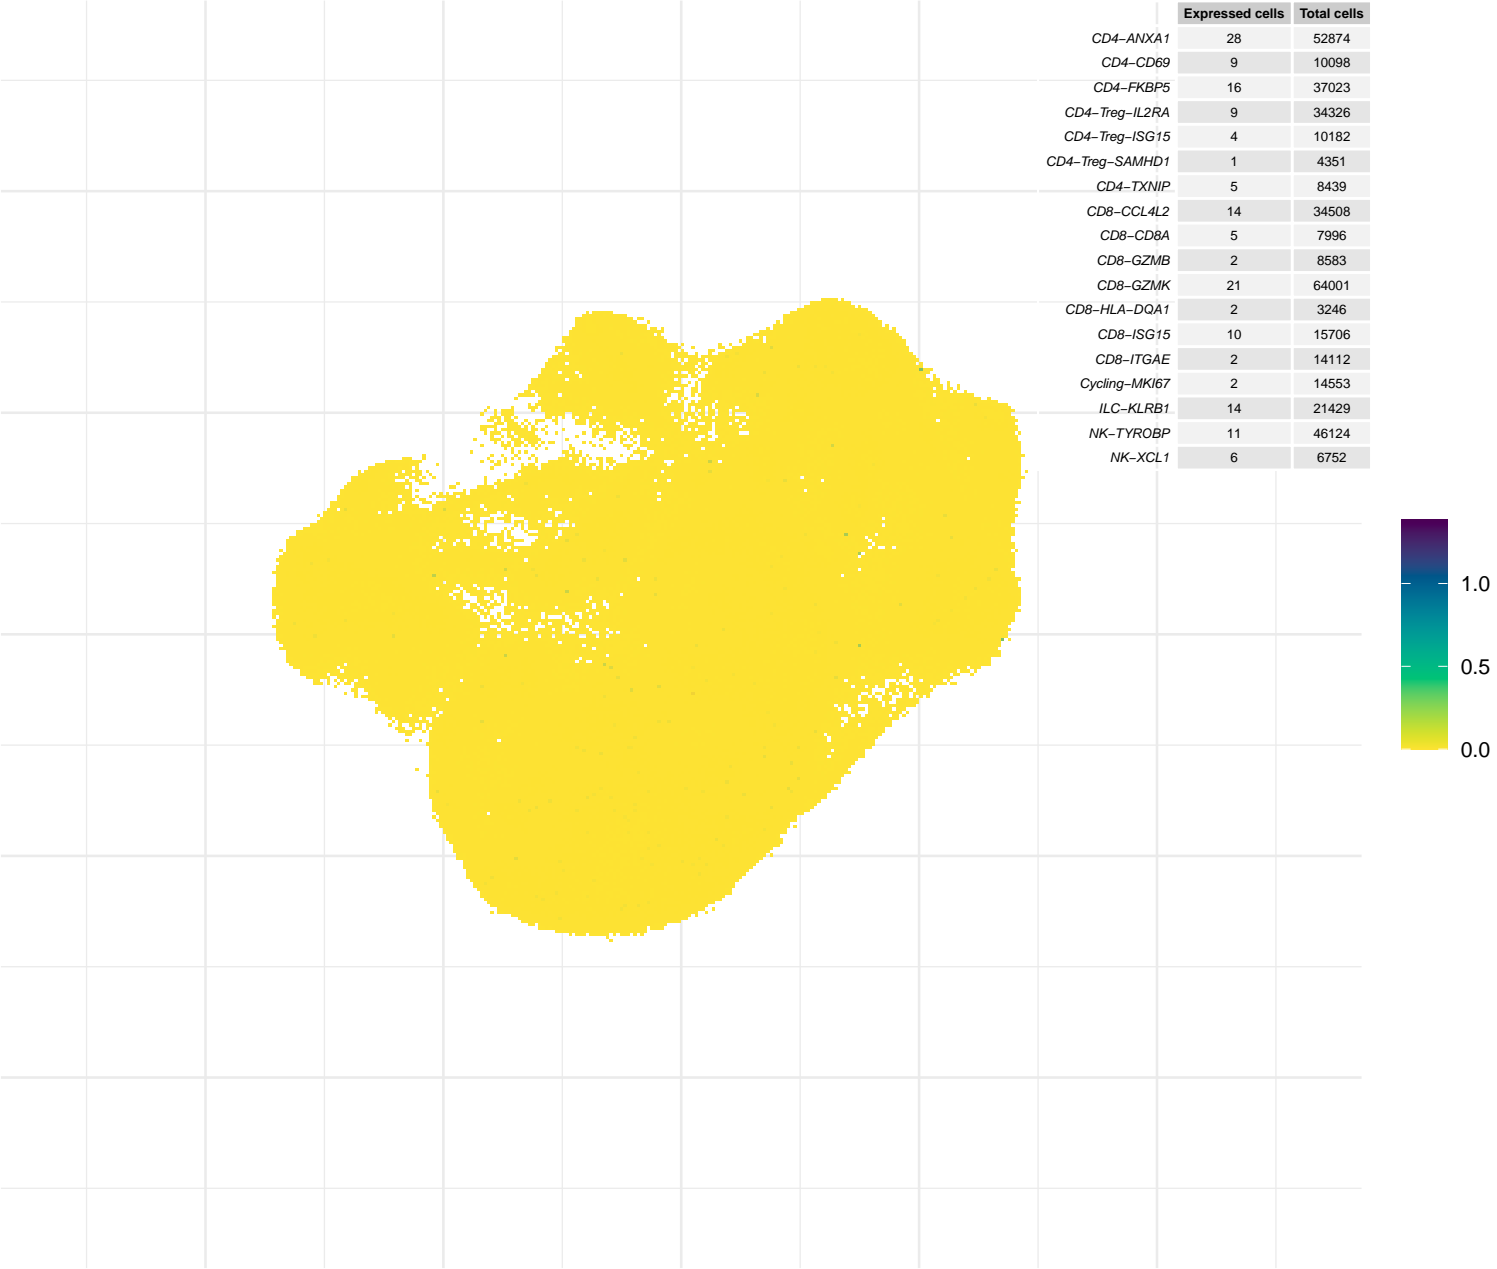 Expressed cells Total cells
CD4−ANXA1 28 52874
CD4−CD69 9 10098
CD4−FKBP5 16 37023
CD4−Treg−IL2RA 9 34326
CD4−Treg−ISG15 4 10182
CD4−Treg−SAMHD1 1 4351
CD4−TXNIP 5 8439
CD8−CCL4L2 14 34508
CD8−CD8A 5 7996
CD8−GZMB 2 8583
CD8−GZMK 21 64001
CD8−HLA−DQA1 2 3246
CD8−ISG15 10 15706
CD8−ITGAE 2 14112
Cycling−MKI67 2 14553
ILC−KLRB1 14 21429
NK−TYROBP 11 46124
NK−XCL1 6 6752
1.0
0.5
0.0